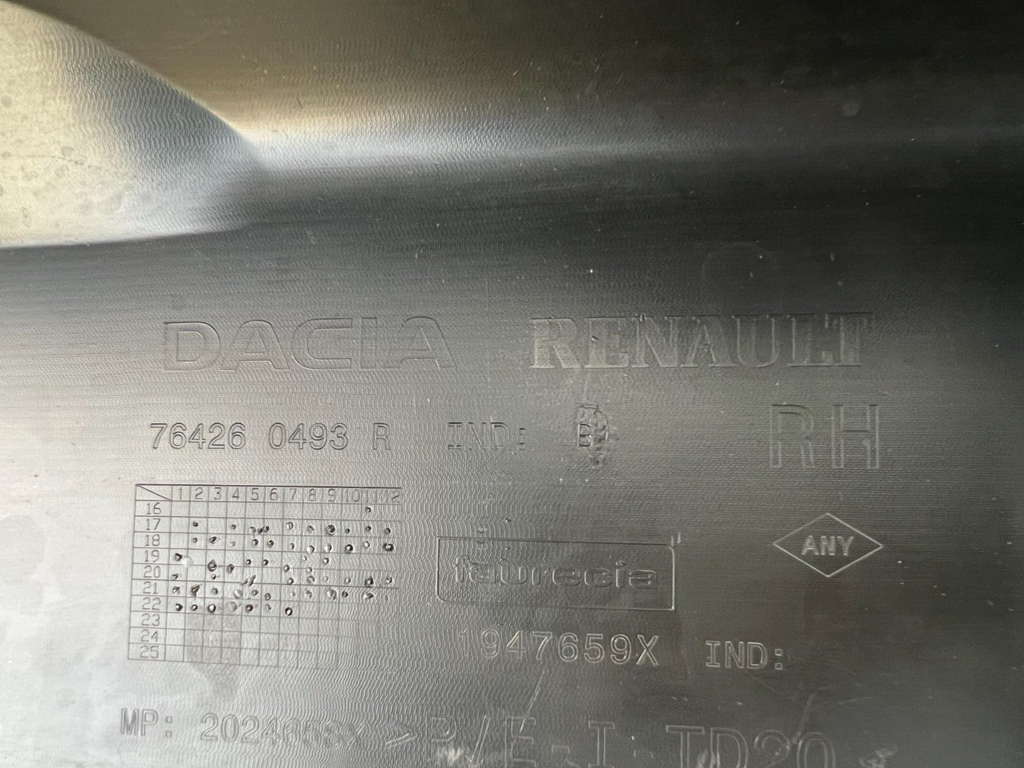 DACIA RENAULT
76426 0493 R IND: B RH
1 2 3 4 5 6 7 8 9 10 11 12
16
17
18
19
20
21
22
23
24
25
faurecia
ANY
1947659X IND:
MP: >P/E-I-TD20